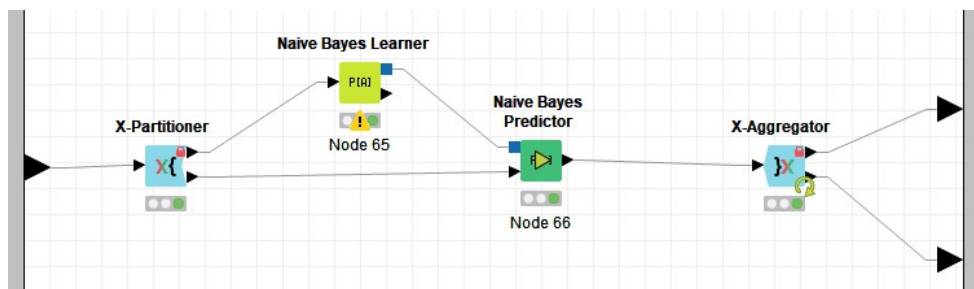 Naive Bayes Learner
P[A]
Node 65
X-Partitioner
X{
Naive Bayes
Predictor
Node 66
X-Aggregator
}X